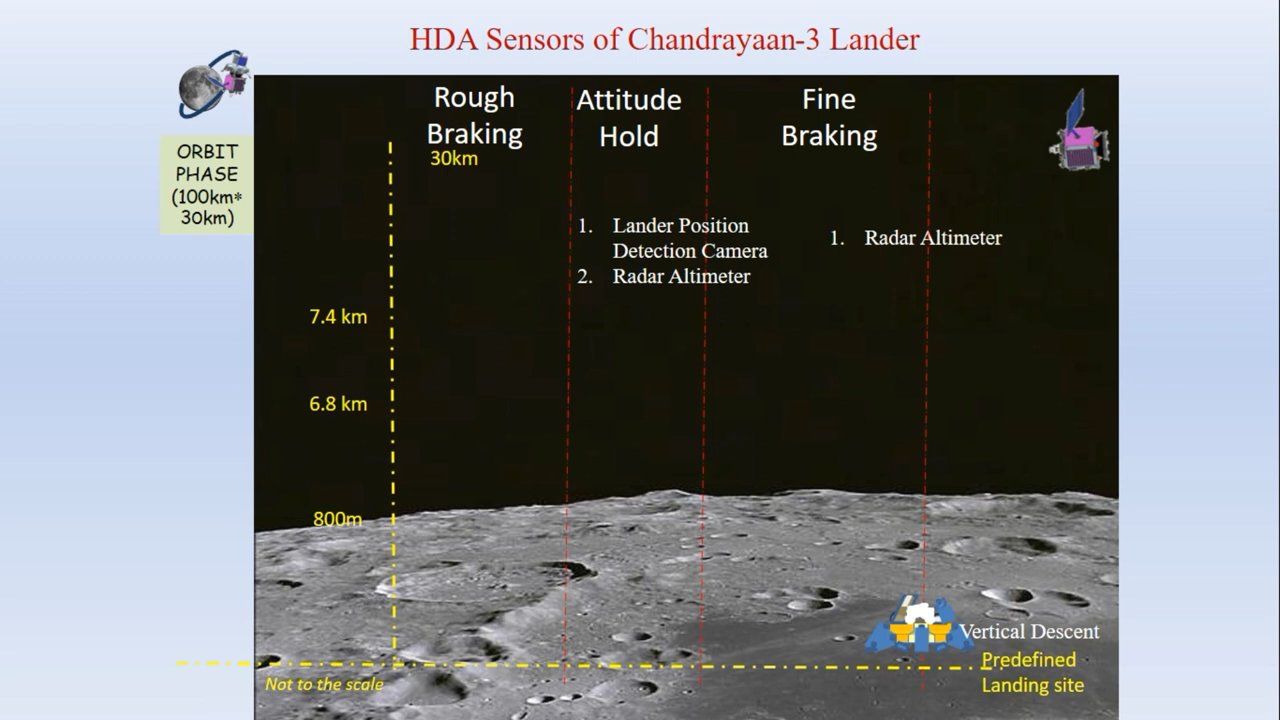 HDA Sensors of Chandrayaan-3 Lander
ORBIT
PHASE
(100km*
30km)
Rough
Braking
30km
Attitude
Hold
Fine
Braking
1. Lander Position
Detection Camera
2. Radar Altimeter
1. Radar Altimeter
7.4 km
6.8 km
800m
Vertical Descent
Predefined
Landing site
Not to the scale